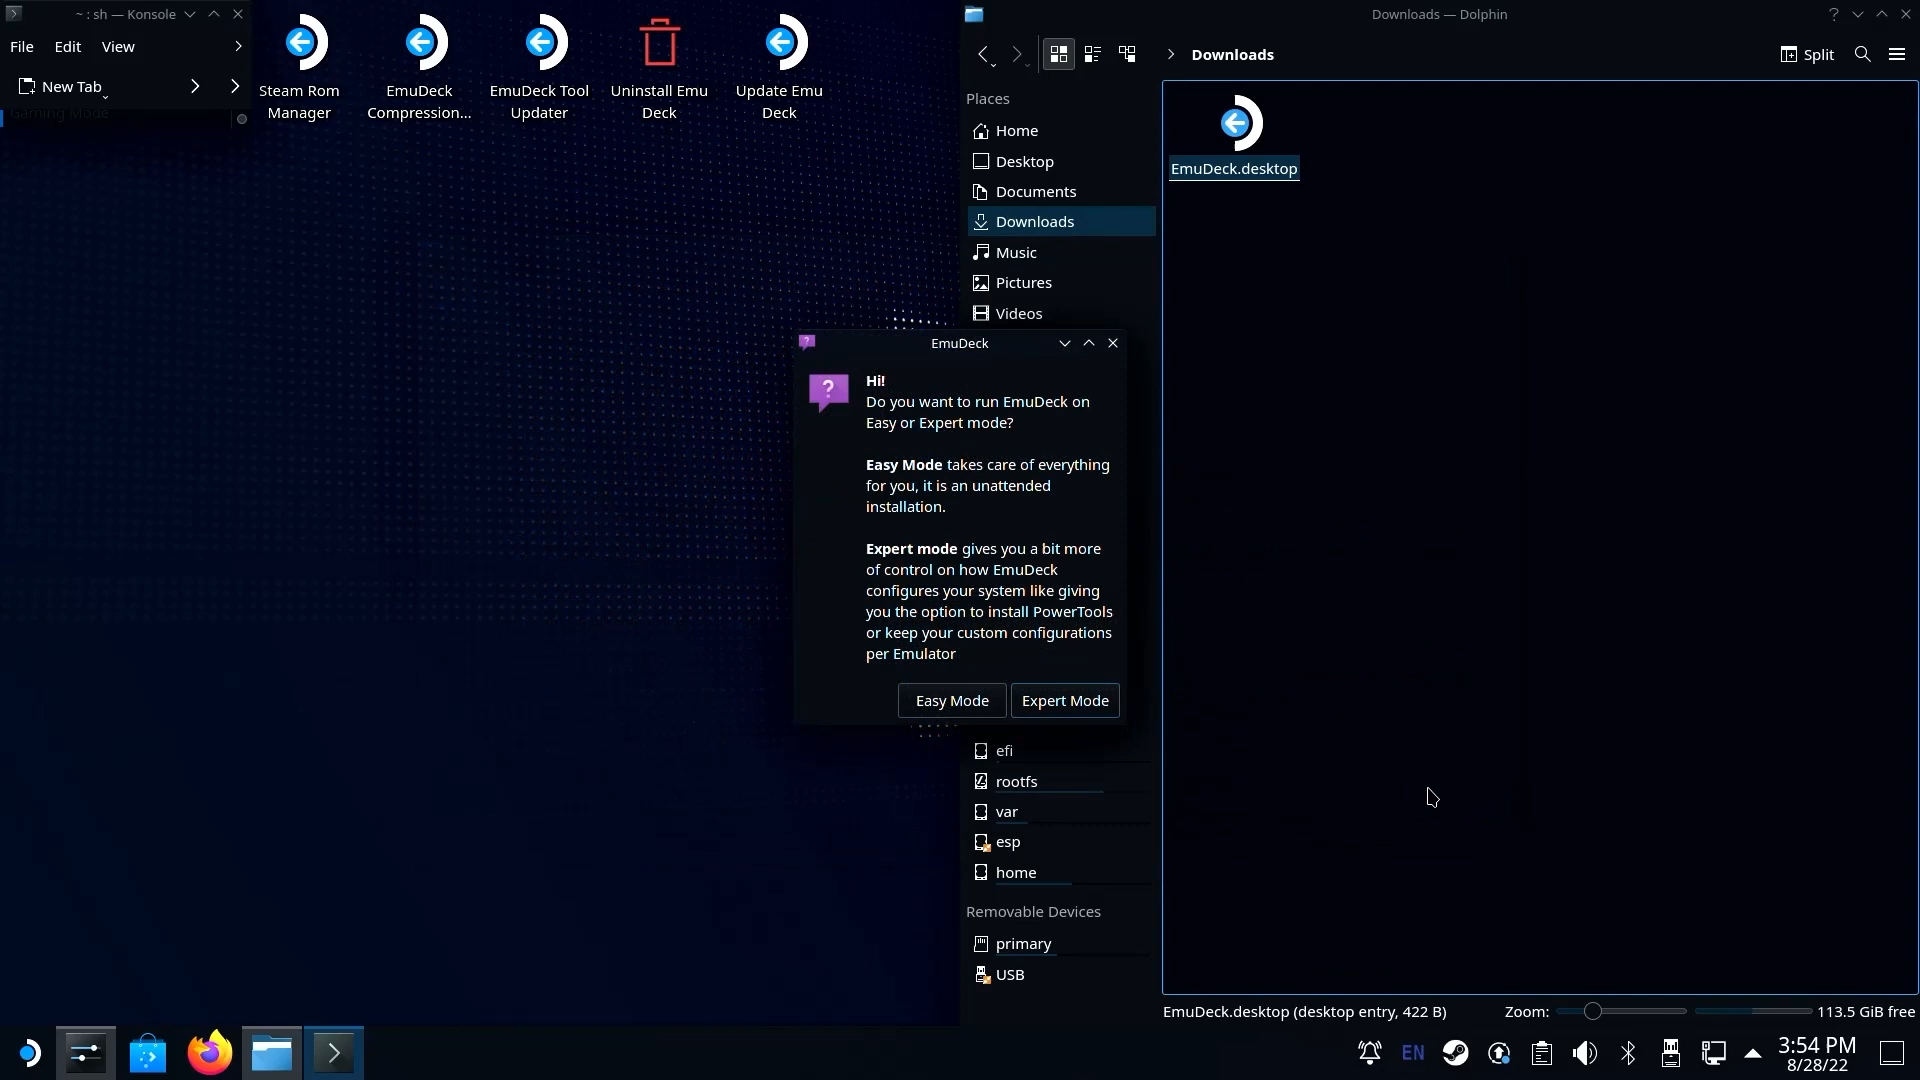 ~ : sh — Konsole
File Edit View
New Tab
Gaming Mode
Steam Rom
Manager
EmuDeck
Compression...
EmuDeck Tool
Updater
Uninstall Emu
Deck
Update Emu
Deck
Downloads — Dolphin
Downloads
Split
Places
Home
Desktop
Documents
Downloads
Music
Pictures
Videos
EmuDeck.desktop
EmuDeck
Hi!
Do you want to run EmuDeck on
Easy or Expert mode?
Easy Mode takes care of everything
for you, it is an unattended
installation.
Expert mode gives you a bit more
of control on how EmuDeck
configures your system like giving
you the option to install PowerTools
or keep your custom configurations
per Emulator
Easy Mode Expert Mode
efi
rootfs
var
esp
home
Removable Devices
primary
USB
EmuDeck.desktop (desktop entry, 422 B) Zoom: 113.5 GiB free
EN
3:54 PM
8/28/22